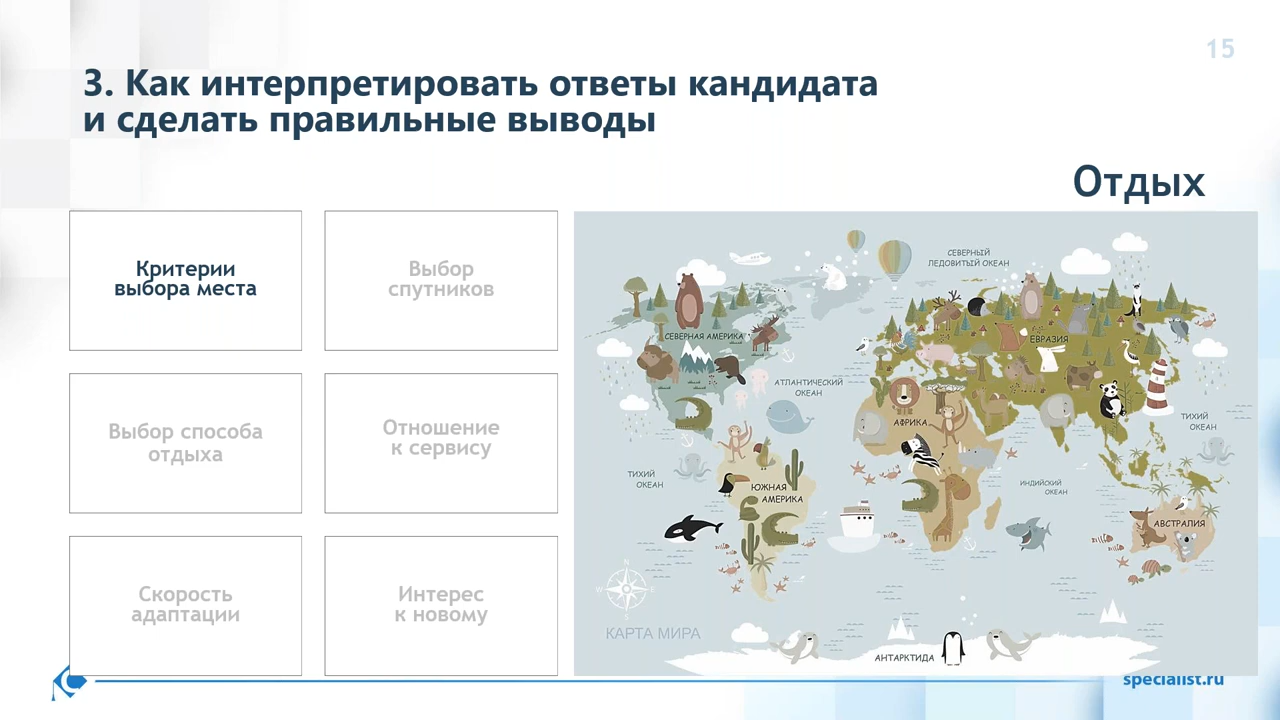 15
3. Как интерпретировать ответы кандидата
и сделать правильные выводы
Отдых
Критерии
выбора места
Выбор
спутников
Выбор способа
отдыха
Отношение
к сервису
Скорость
адаптации
Интерес
к новому
СЕВЕРНЫЙ
ЛЕДОВИТЫЙ ОКЕАН
СЕВЕРНАЯ АМЕРИКА
ЕВРАЗИЯ
АТЛАНТИЧЕСКИЙ
ОКЕАН
АФРИКА
ТИХИЙ
ОКЕАН
ТИХИЙ
ОКЕАН
ЮЖНАЯ
АМЕРИКА
ИНДИЙСКИЙ
ОКЕАН
АВСТРАЛИЯ
N
W
E
S
КАРТА МИРА
АНТАРКТИДА
specialist.ru